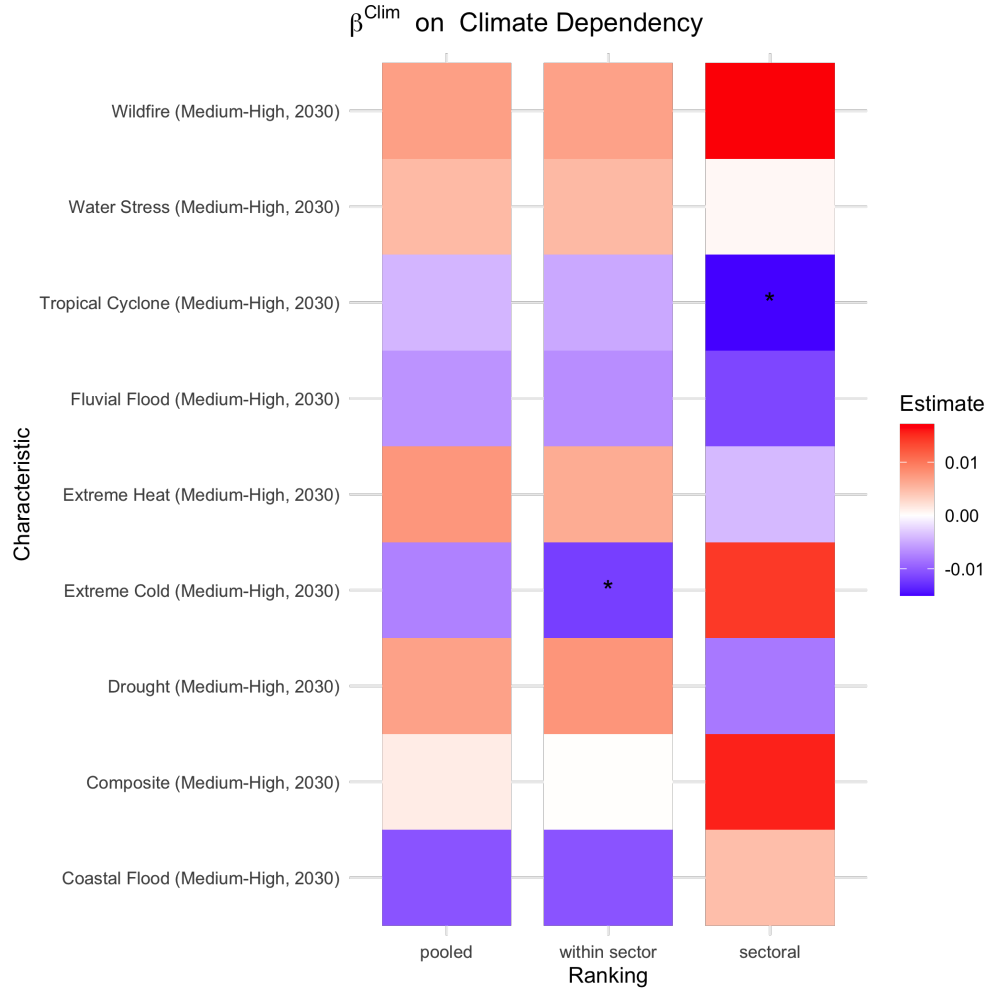 β^Clim on Climate Dependency
Wildfire (Medium-High, 2030)
Water Stress (Medium-High, 2030)
Tropical Cyclone (Medium-High, 2030)
*
Fluvial Flood (Medium-High, 2030)
Extreme Heat (Medium-High, 2030)
Extreme Cold (Medium-High, 2030)
*
Drought (Medium-High, 2030)
Composite (Medium-High, 2030)
Coastal Flood (Medium-High, 2030)
Characteristic
pooled within sector sectoral
Ranking
Estimate
0.01
0.00
-0.01